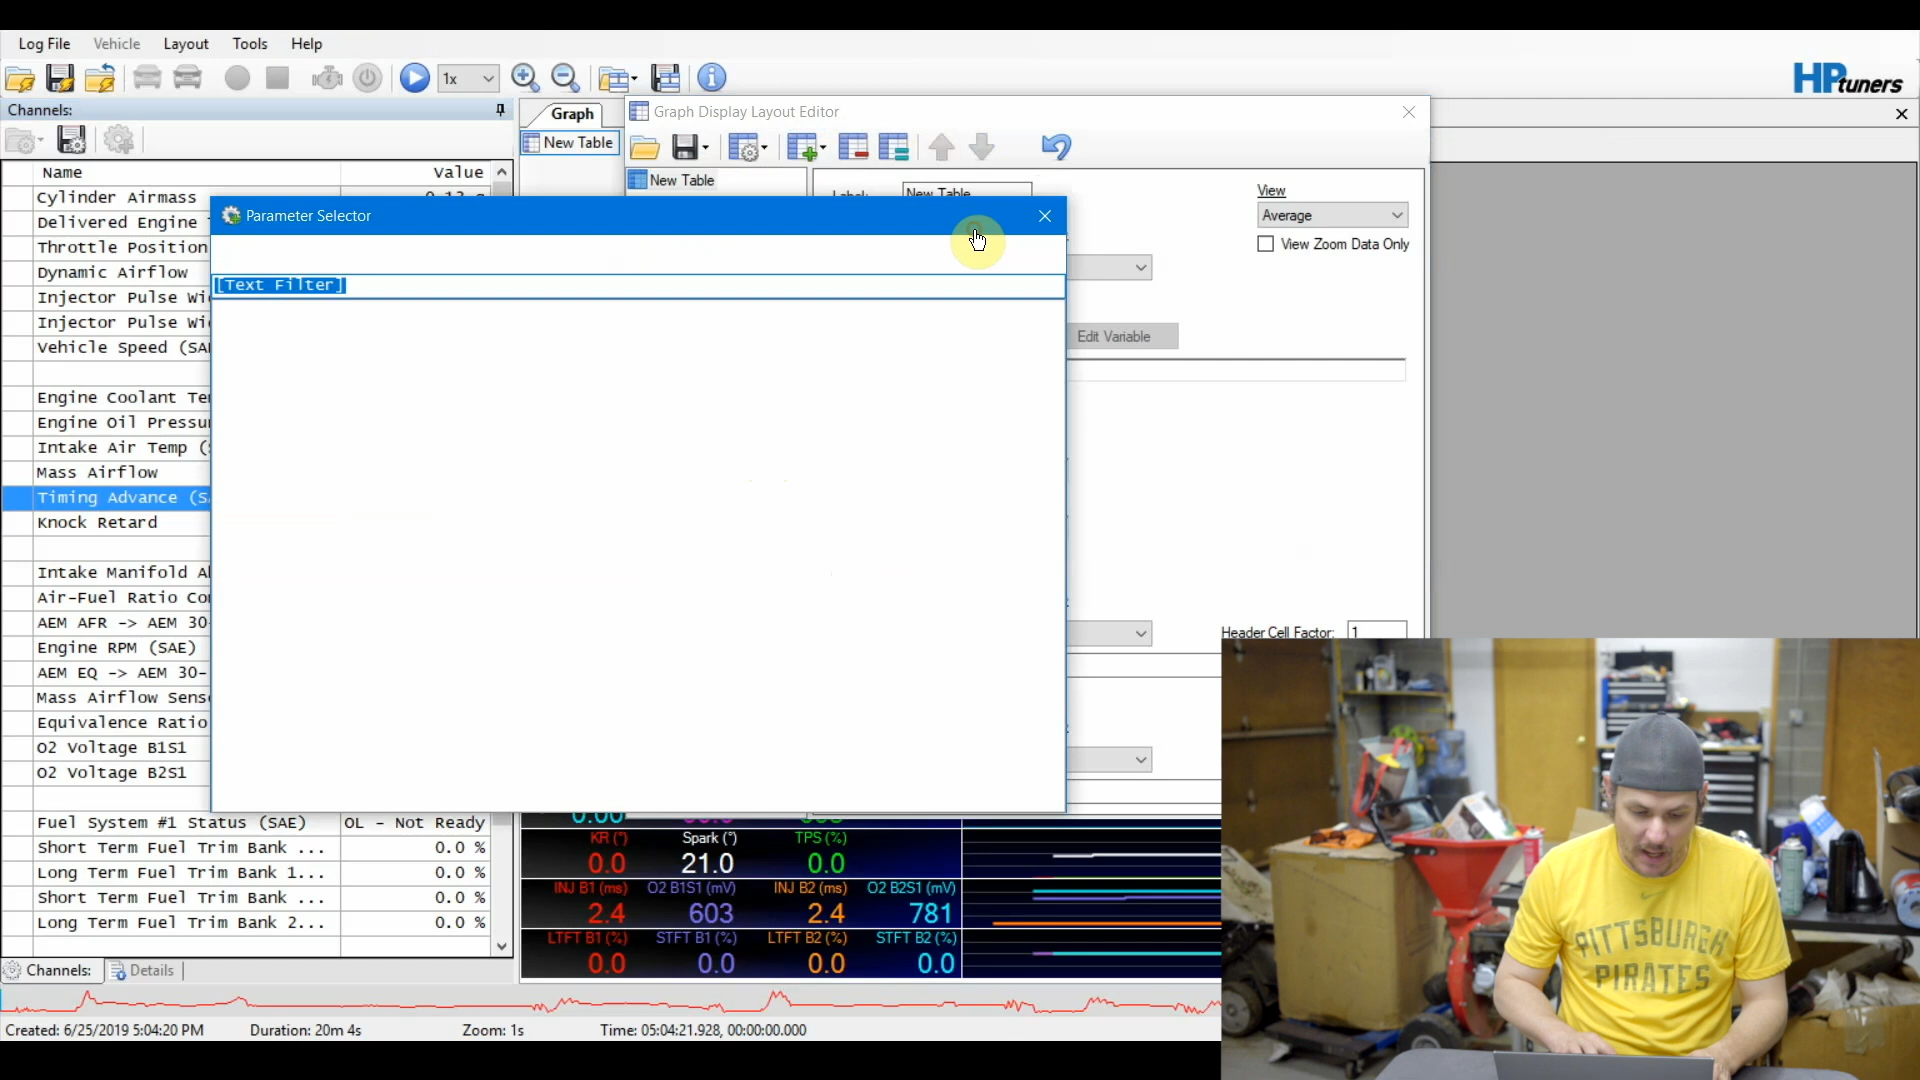 Log File Vehicle Layout Tools Help
1x
HPtuners
Channels:
Graph
Graph Display Layout Editor
New Table
New Table
Name Value
Label: New Table
View
Average
View Zoom Data Only
Parameter Selector
[Text Filter]
Edit Variable
Header Cell Factor: 1
Cylinder Airmass
Delivered Engine
Throttle Position
Dynamic Airflow
Injector Pulse Wi
Injector Pulse Wi
Vehicle Speed (SA
Engine Coolant Te
Engine Oil Pressu
Intake Air Temp (
Mass Airflow
Timing Advance (S
Knock Retard
Intake Manifold A
Air-Fuel Ratio Co
AEM AFR -> AEM 30
Engine RPM (SAE)
AEM EQ -> AEM 30-
Mass Airflow Sens
Equivalence Ratio
O2 Voltage B1S1
O2 Voltage B2S1
Fuel System #1 Status (SAE) OL - Not Ready
Short Term Fuel Trim Bank ... 0.0 %
Long Term Fuel Trim Bank 1... 0.0 %
Short Term Fuel Trim Bank ... 0.0 %
Long Term Fuel Trim Bank 2... 0.0 %
KR (°) Spark (°) TPS (%)
0.0 21.0 0.0
INJ B1 (ms) O2 B1S1 (mV) INJ B2 (ms) O2 B2S1 (mV)
2.4 603 2.4 781
LTFT B1 (%) STFT B1 (%) LTFT B2 (%) STFT B2 (%)
0.0 0.0 0.0 0.0
Channels: Details
Created: 6/25/2019 5:04:20 PM Duration: 20m 4s Zoom: 1s Time: 05:04:21.928, 00:00:00.000
PITTSBURGH
PIRATES